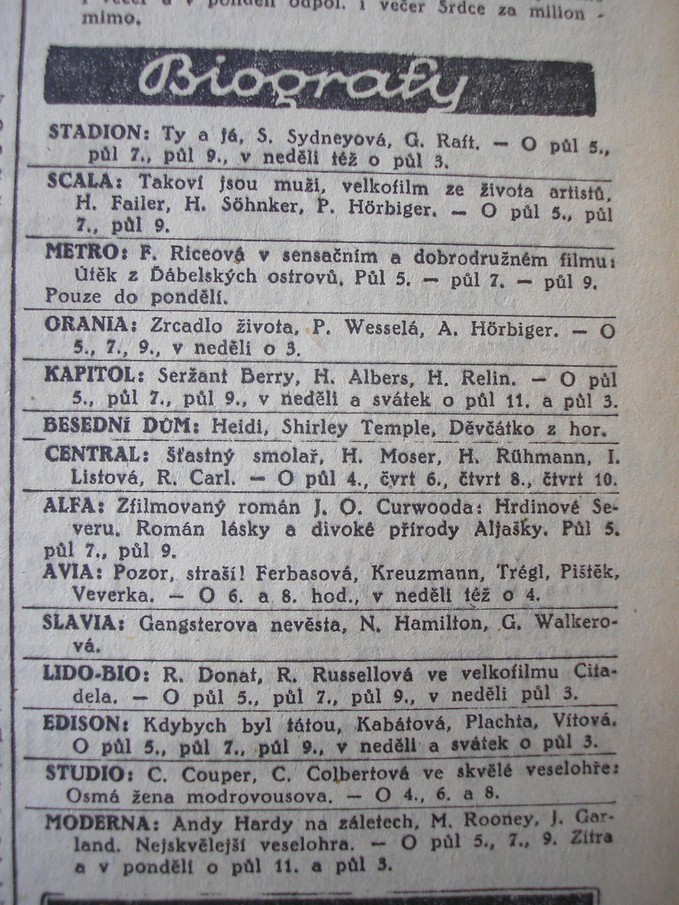 i večer a v pondělí odpol. i večer Srdce za milion -
mimo.
Biografy
STADION: Ty a já, S. Sydneyová, G. Raft. — O půl 5.,
půl 7., půl 9., v neděli též o půl 3.
SCALA: Takoví jsou muži, velkofilm ze života artistů,
H. Failer, H. Söhnker, P. Hörbiger. — O půl 5., půl
7., půl 9.
METRO: F. Riceová v sensačním a dobrodružném filmu:
Útěk z Ďábelských ostrovů. Půl 5. — půl 7. — půl 9.
Pouze do pondělí.
ORANIA: Zrcadlo života, P. Wesselá, A. Hörbiger. — O
5., 7., 9., v neděli o 3.
KAPITOL: Seržant Berry, H. Albers, H. Relin. — O půl
5., půl 7., půl 9., v neděli a svátek o půl 11. a půl 3.
BESEDNÍ DŮM: Heidi, Shirley Temple, Děvčátko z hor.
CENTRAL: Šťastný smolař, H. Moser, H. Rühmann, I.
Listová, R. Carl. — O půl 4., čvrt 6., čtvrt 8., čtvrt 10.
ALFA: Zfilmovaný román J. O. Curwooda: Hrdinové Se-
veru. Román lásky a divoké přírody Aljašky. Půl 5.
půl 7., půl 9.
AVIA: Pozor, straší! Ferbasová, Kreuzmann, Trégl, Pištěk,
Veverka. — O 6. a 8. hod., v neděli též o 4.
SLAVIA: Gangsterova nevěsta, N. Hamilton, G. Walkero-
vá.
LIDO-BIO: R. Donat, R. Russellová ve velkofilmu Cita-
dela. — O půl 5., půl 7., půl 9., v neděli půl 3.
EDISON: Kdybych byl tátou, Kabátová, Plachta, Vítová.
O půl 5., půl 7., půl 9., v neděli a svátek o půl 3.
STUDIO: C. Couper, C. Colbertová ve skvělé veselohře:
Osmá žena modrovousova. — O 4., 6. a 8.
MODERNA: Andy Hardy na záletech, M. Rooney, J. Gar-
land. Nejskvělejší veselohra. — O půl 5., 7., 9. Zítra
a v pondělí o půl 11. a půl 3.